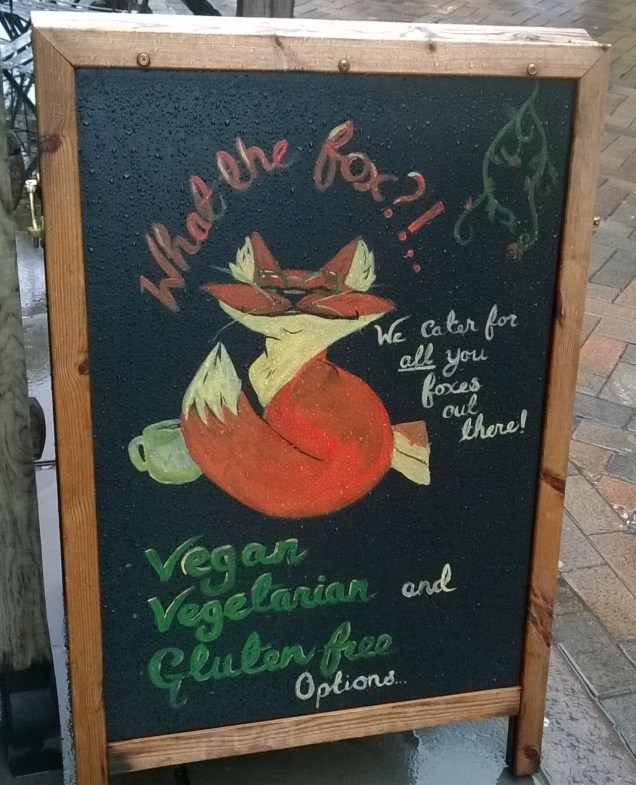 What the fox?!...
We cater for
all you
foxes
out
there!
Vegan
Vegetarian and
Gluten free
Options...